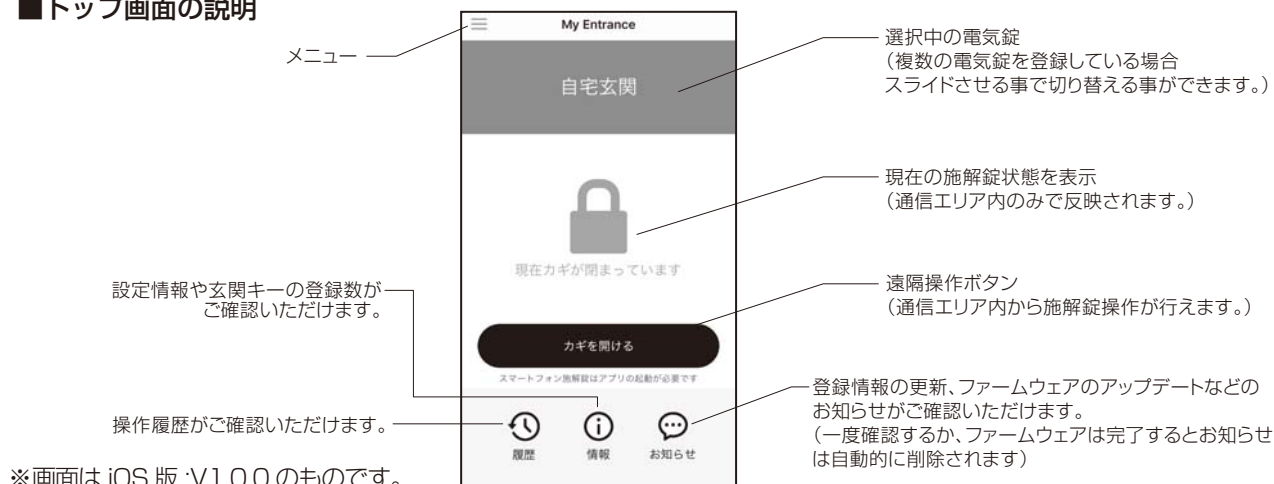 ■トップ画面の説明
My Entrance
メニュー
選択中の電気錠
（複数の電気錠を登録している場合
スライドさせる事で切り替える事ができます。）
自宅玄関
現在の施解錠状態を表示
（通信エリア内のみで反映されます。）
現在カギが閉まっています
設定情報や玄関キーの登録数が
ご確認いただけます。
遠隔操作ボタン
（通信エリア内から施解錠操作が行えます。）
カギを開ける
スマートフォン施解錠はアプリの起動が必要です
登録情報の更新、ファームウェアのアップデートなどの
お知らせがご確認いただけます。
（一度確認するか、ファームウェアは完了するとお知らせ
は自動的に削除されます）
操作履歴がご確認いただけます。
履歴 情報 お知らせ
※画面は iOS 版 :V1.0.0 のものです。